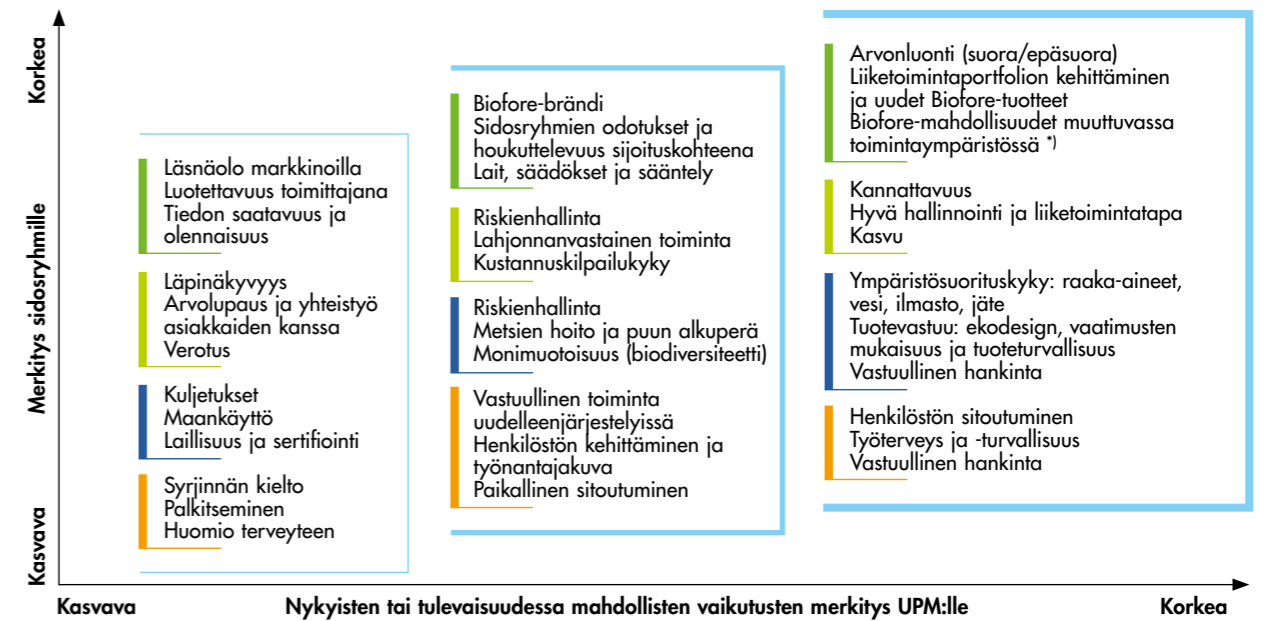 Korkea
Merkitys sidosryhmille
Kasvava
Läsnäolo markkinoilla
Luotettavuus toimittajana
Tiedon saatavuus ja
olennaisuus
Läpinäkyvyys
Arvolupaus ja yhteistyö
asiakkaiden kanssa
Verotus
Kuljetukset
Maankäyttö
Laillisuus ja sertifiointi
Syrjinnän kielto
Palkitseminen
Huomio terveyteen
Biofore-brändi
Sidosryhmien odotukset ja
houkuttelevuus sijoituskohteena
Lait, säädökset ja sääntely
Riskienhallinta
Lahjonnanvastainen toiminta
Kustannuskilpailukyky
Riskienhallinta
Metsien hoito ja puun alkuperä
Monimuotoisuus (biodiversiteetti)
Vastuullinen toiminta
uudelleenjärjestelyissä
Henkilöstön kehittäminen ja
työnantajakuva
Paikallinen sitoutuminen
Arvonluonti (suora/epäsuora)
Liiketoimintaportfolion kehittäminen
ja uudet Biofore-tuotteet
Biofore-mahdollisuudet muuttuvassa
toimintaympäristössä *)
Kannattavuus
Hyvä hallinnointi ja liiketoimintatapa
Kasvu
Ympäristösuorituskyky: raaka-aineet,
vesi, ilmasto, jäte
Tuotevastuu: ekodesign, vaatimusten
mukaisuus ja tuoteturvallisuus
Vastuullinen hankinta
Henkilöstön sitoutuminen
Työterveys ja -turvallisuus
Vastuullinen hankinta
Kasvava
Nykyisten tai tulevaisuudessa mahdollisten vaikutusten merkitys UPM:lle
Korkea